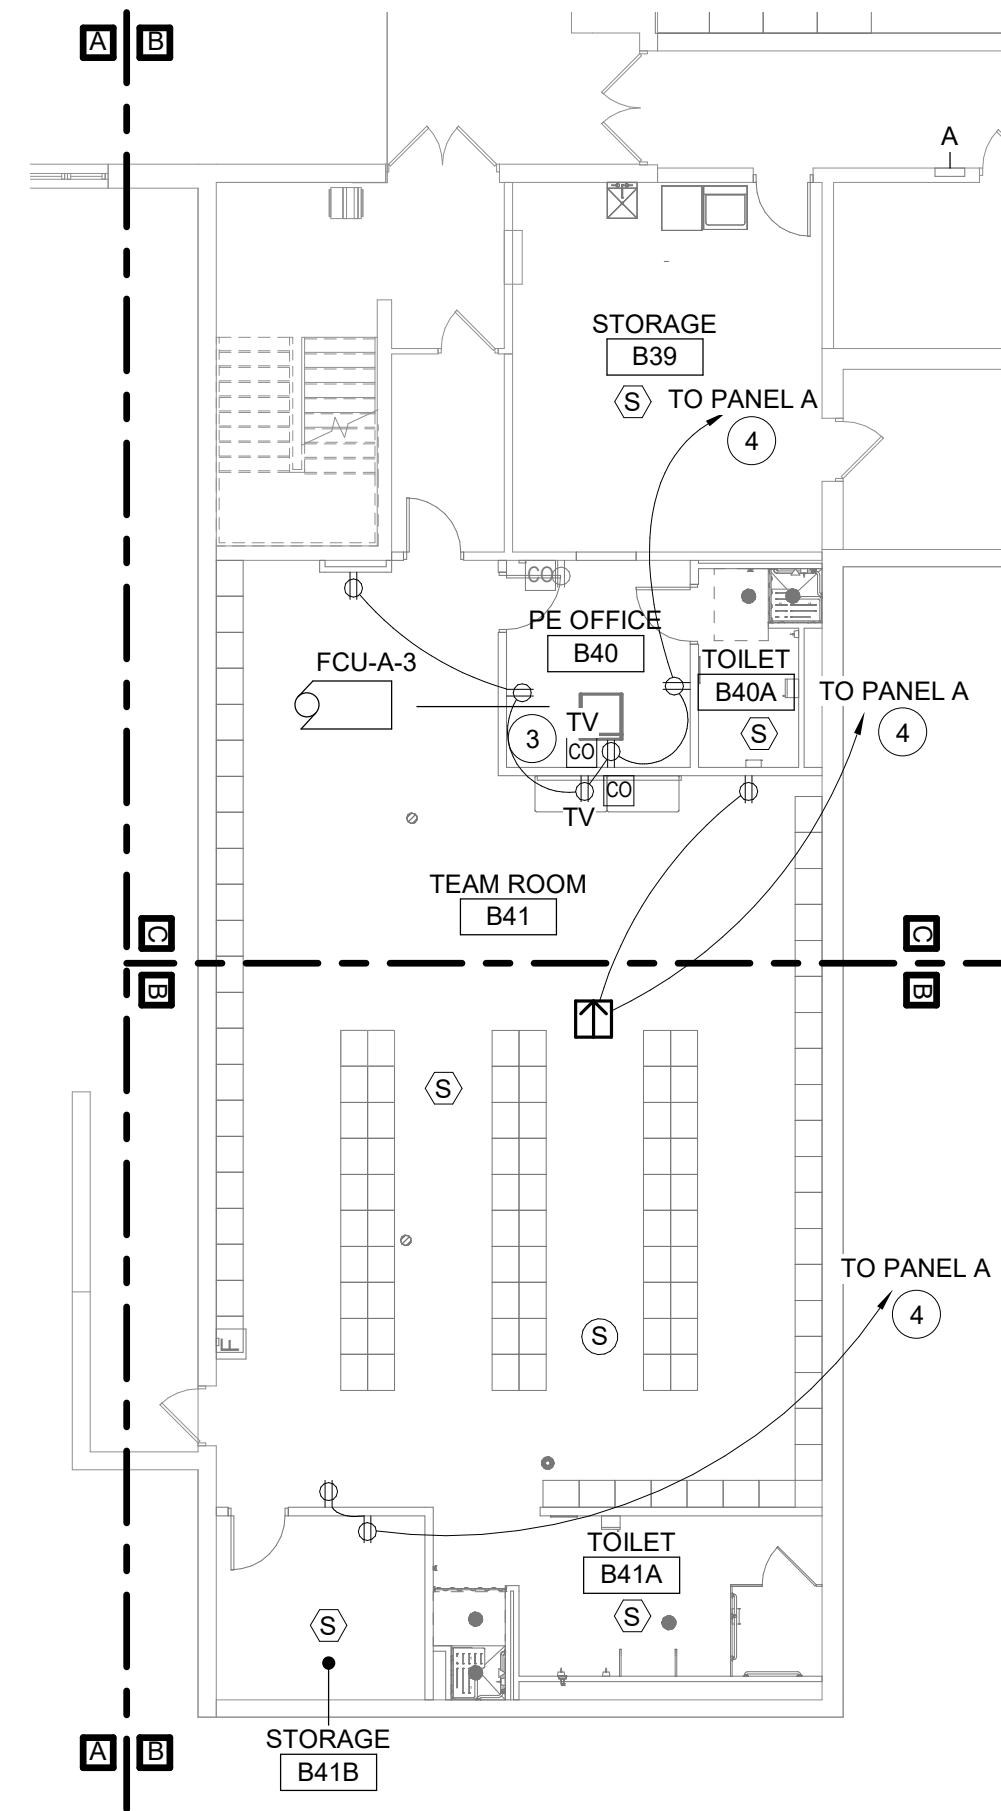 A B
A
STORAGE
B39
S
TO PANEL A
4
CO
PE OFFICE
B40
TOILET
B40A
S
FCU-A-3
TO PANEL A
4
3
TV
CO
CO
TV
TEAM ROOM
B41
C
B
C
B
S
TO PANEL A
4
S
F
TOILET
B41A
S
S
STORAGE
B41B
A B